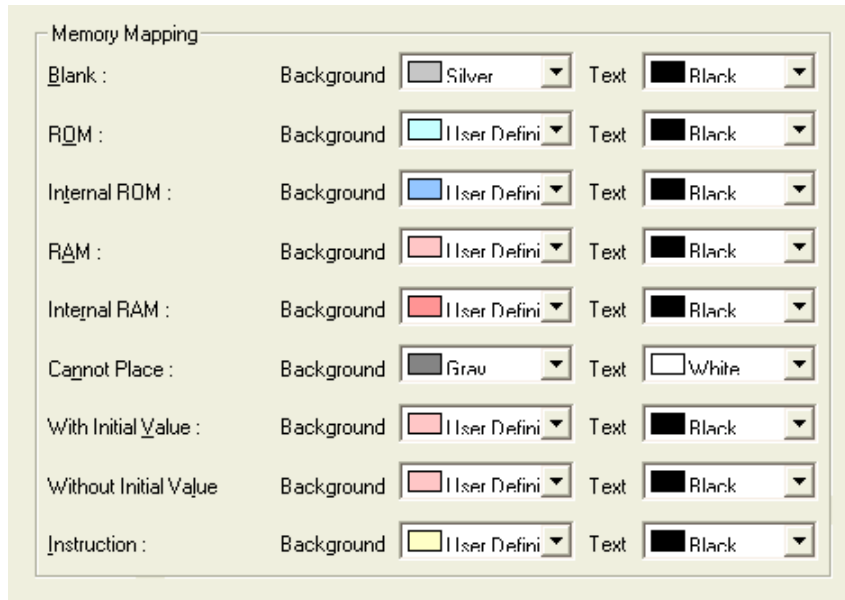 Memory Mapping
Blank : Background Silver Text Black
ROM : Background User Defini Text Black
Internal ROM : Background User Defini Text Black
RAM : Background User Defini Text Black
Internal RAM : Background User Defini Text Black
Cannot Place : Background Gray Text White
With Initial Value : Background User Defini Text Black
Without Initial Value Background User Defini Text Black
Instruction : Background User Defini Text Black